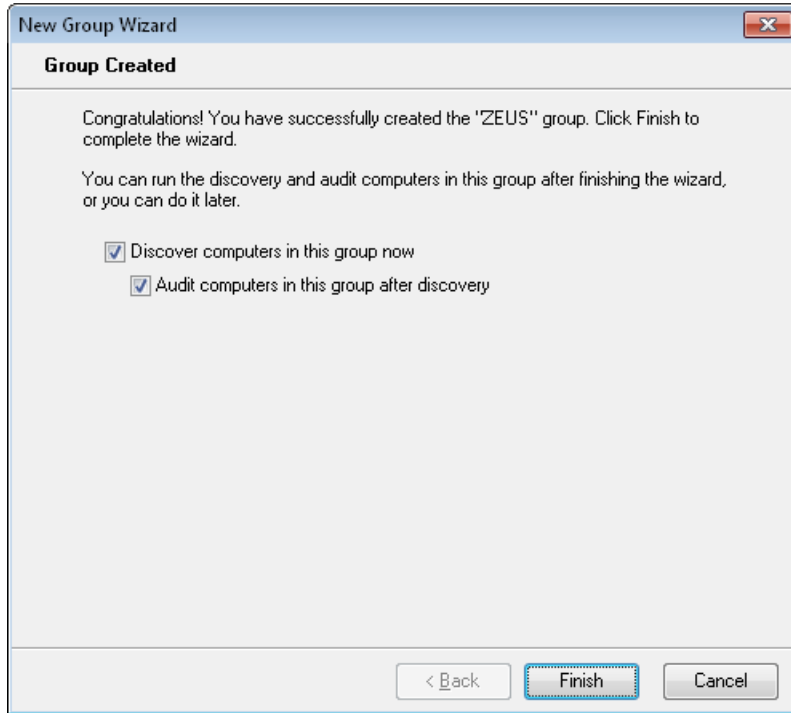 New Group Wizard
Group Created
Congratulations! You have successfully created the "ZEUS" group. Click Finish to
complete the wizard.
You can run the discovery and audit computers in this group after finishing the wizard,
or you can do it later.
Discover computers in this group now
Audit computers in this group after discovery
< Back Finish Cancel